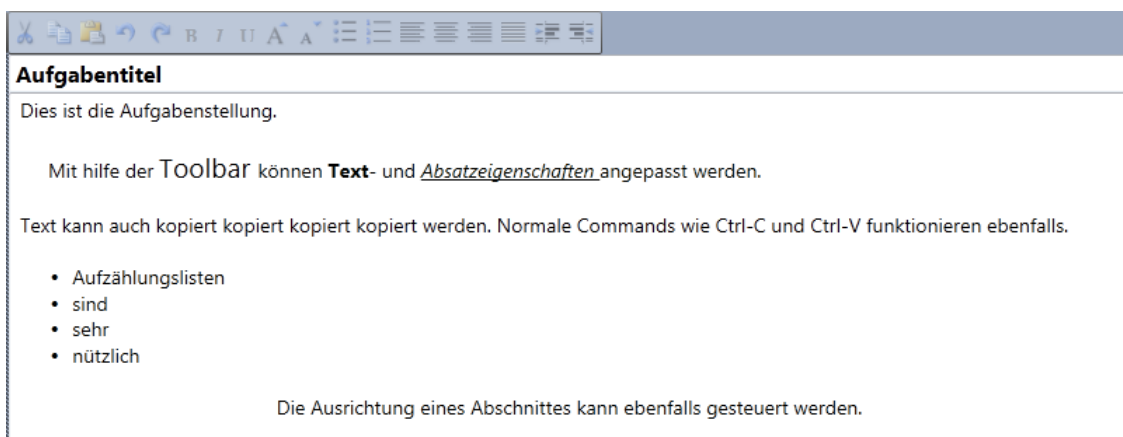 B I U A A
Aufgabentitel
Dies ist die Aufgabenstellung.
Mit hilfe der Toolbar können Text- und Absatzeigenschaften angepasst werden.
Text kann auch kopiert kopiert kopiert kopiert werden. Normale Commands wie Ctrl-C und Ctrl-V funktionieren ebenfalls.
• Aufzählungslisten
• sind
• sehr
• nützlich
Die Ausrichtung eines Abschnittes kann ebenfalls gesteuert werden.